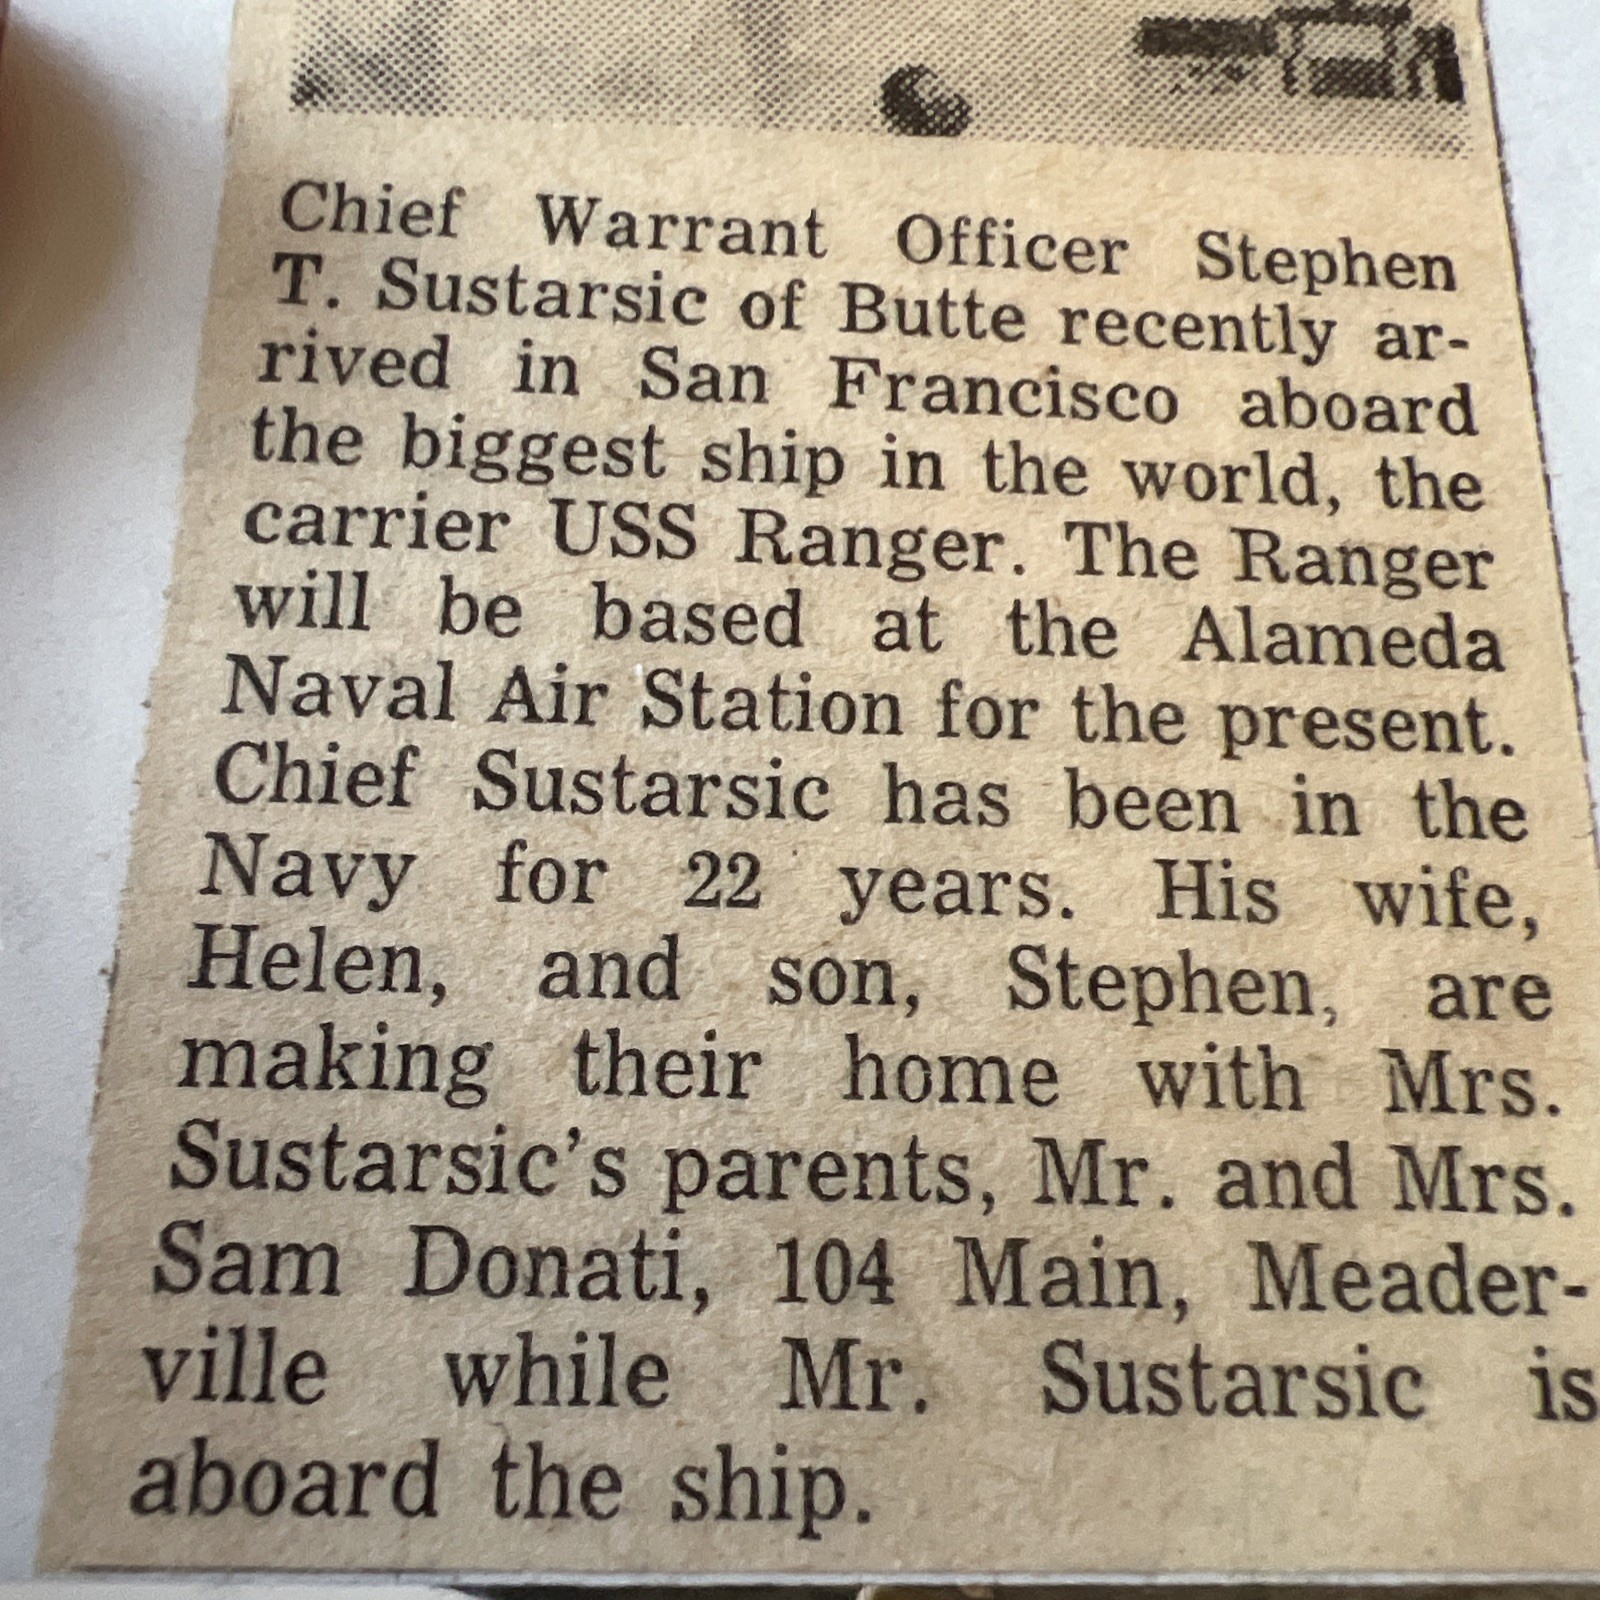 Chief Warrant Officer Stephen
T. Sustarsic of Butte recently ar-
rived in San Francisco aboard
the biggest ship in the world, the
carrier USS Ranger. The Ranger
will be based at the Alameda
Naval Air Station for the present.
Chief Sustarsic has been in the
Navy for 22 years. His wife,
Helen, and son, Stephen, are
making their home with Mrs.
Sustarsic's parents, Mr. and Mrs.
Sam Donati, 104 Main, Meader-
ville while Mr. Sustarsic is
aboard the ship.